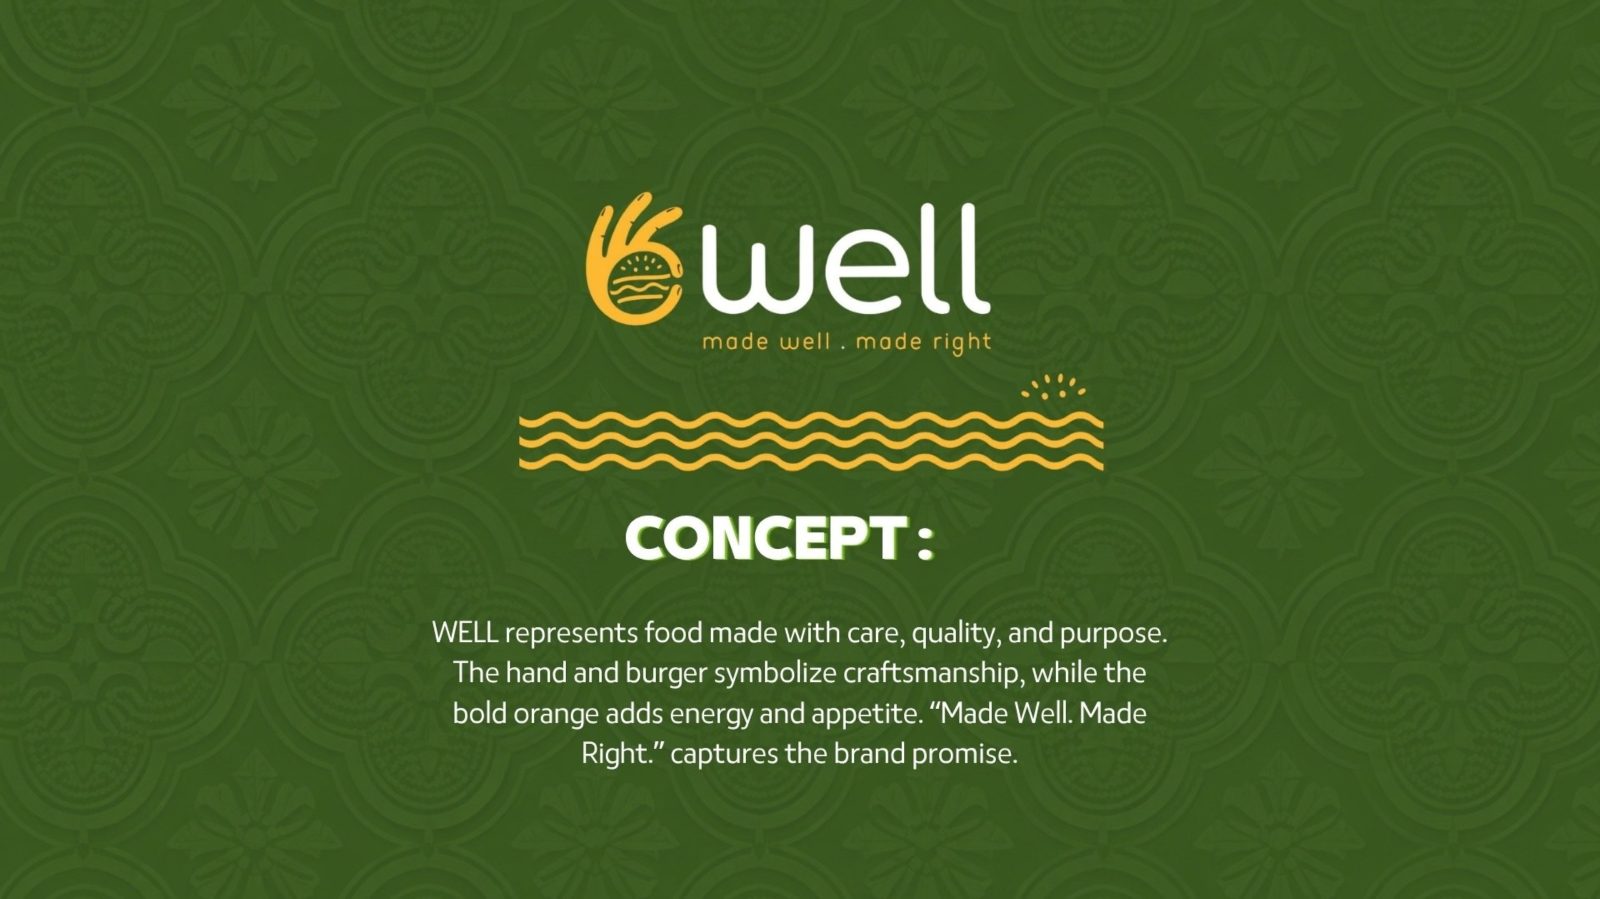 well
made well . made right
CONCEPT :
WELL represents food made with care, quality, and purpose.
The hand and burger symbolize craftsmanship, while the
bold orange adds energy and appetite. “Made Well. Made
Right.” captures the brand promise.